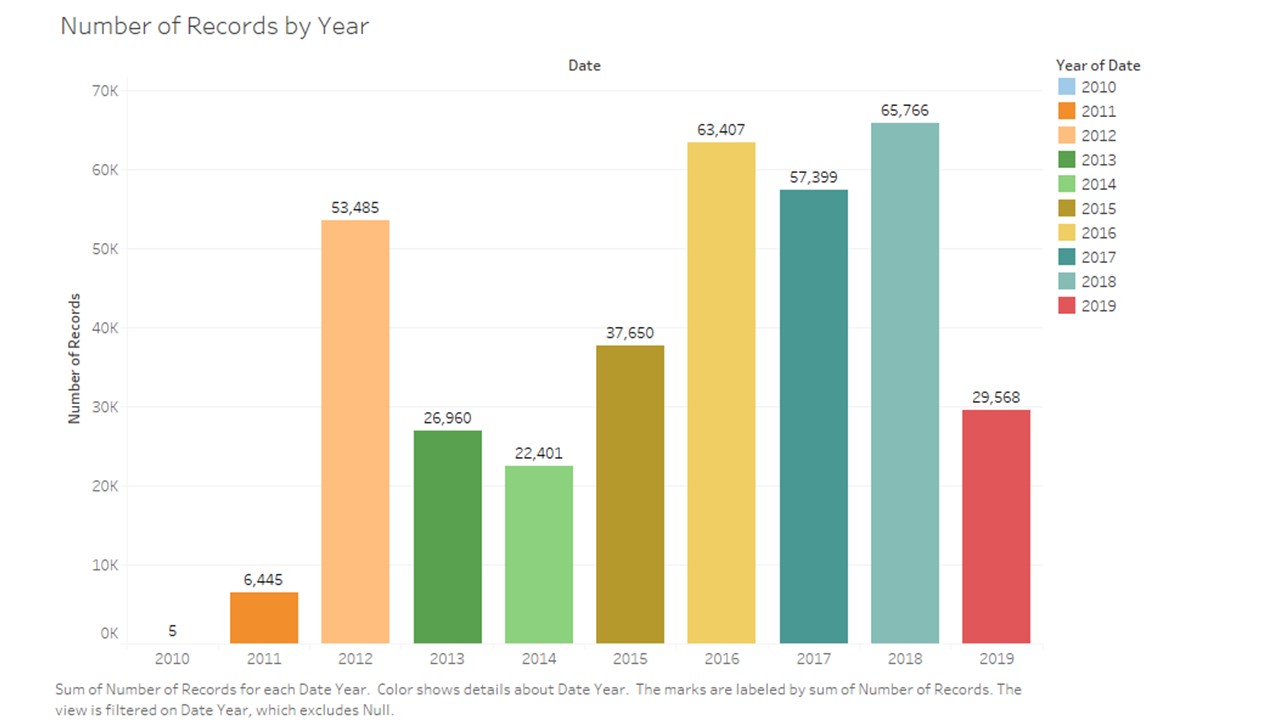 Number of Records by Year
Date
Year of Date
2010
2011
2012
2013
2014
2015
2016
2017
2018
2019
Number of Records
70K
60K
50K
40K
30K
20K
10K
0K
5
6,445
53,485
26,960
22,401
37,650
63,407
57,399
65,766
29,568
2010 2011 2012 2013 2014 2015 2016 2017 2018 2019
Sum of Number of Records for each Date Year. Color shows details about Date Year. The marks are labeled by sum of Number of Records. The
view is filtered on Date Year, which excludes Null.